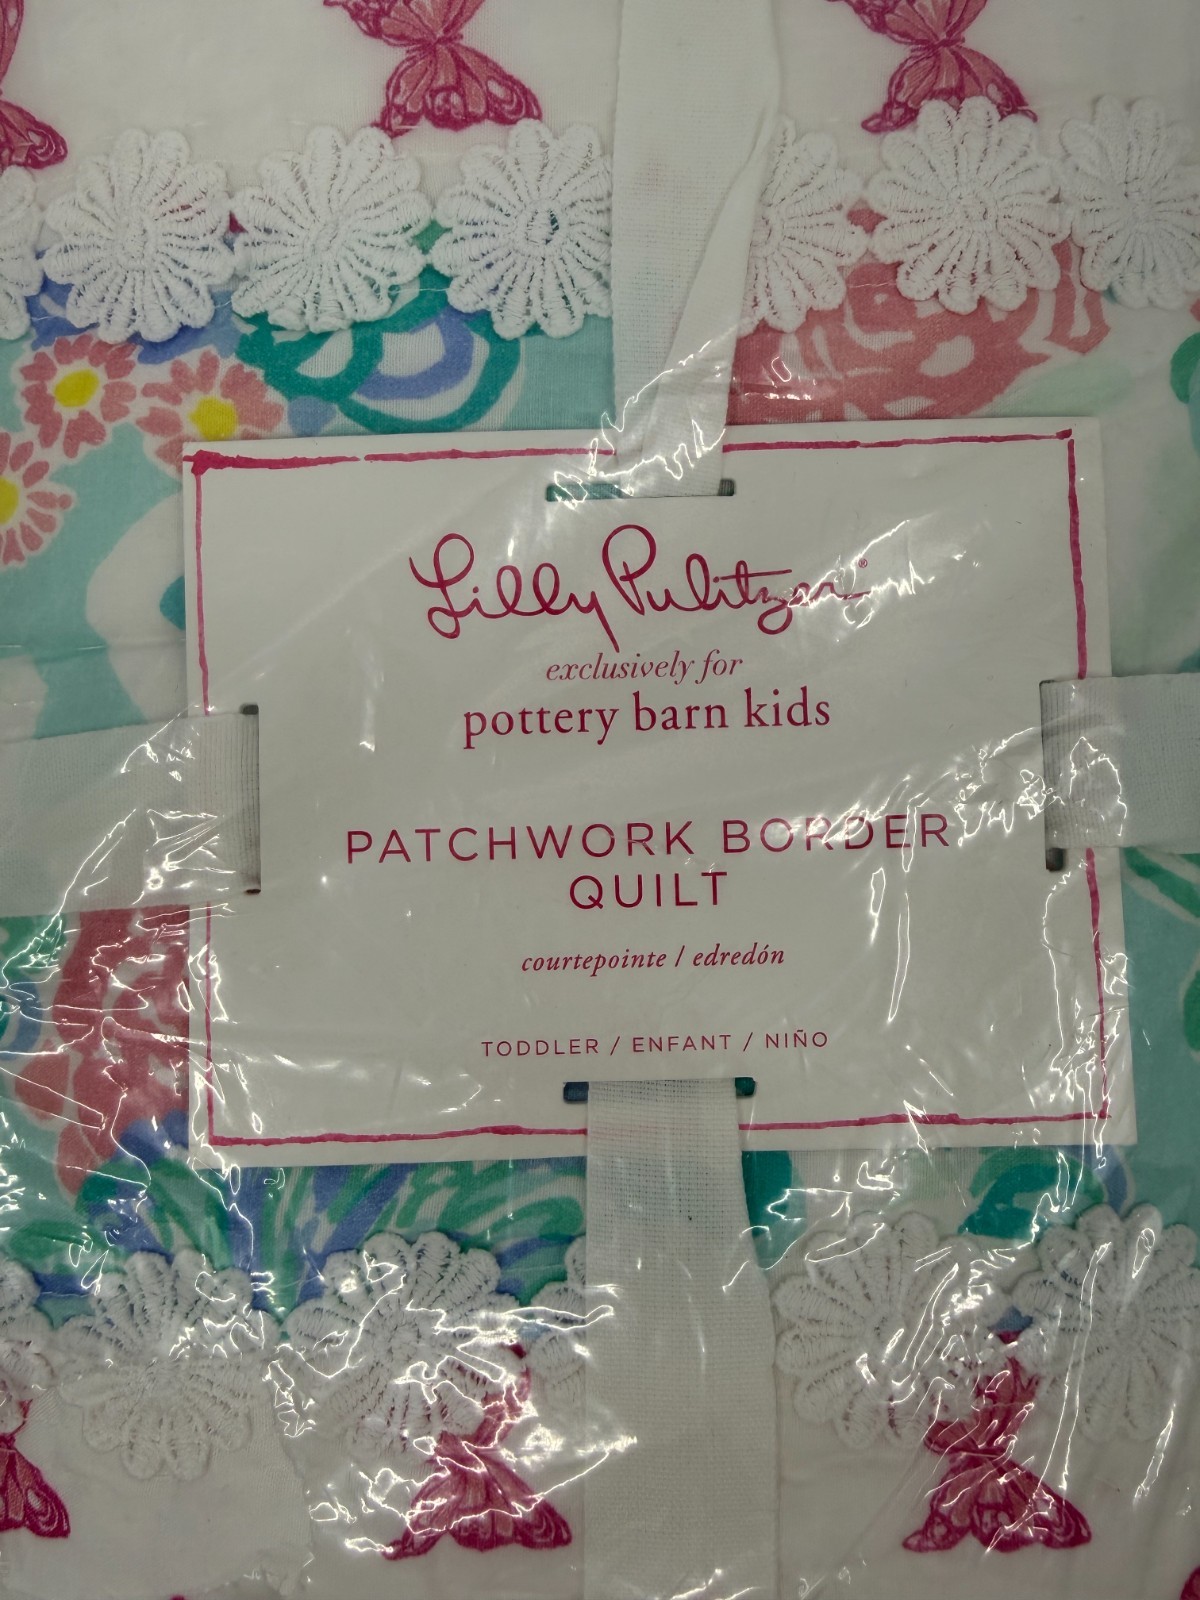 Lilly Pulitzer®
exclusively for
pottery barn kids
PATCHWORK BORDER
QUILT
courtepointe / edredón
TODDLER / ENFANT / NIÑO